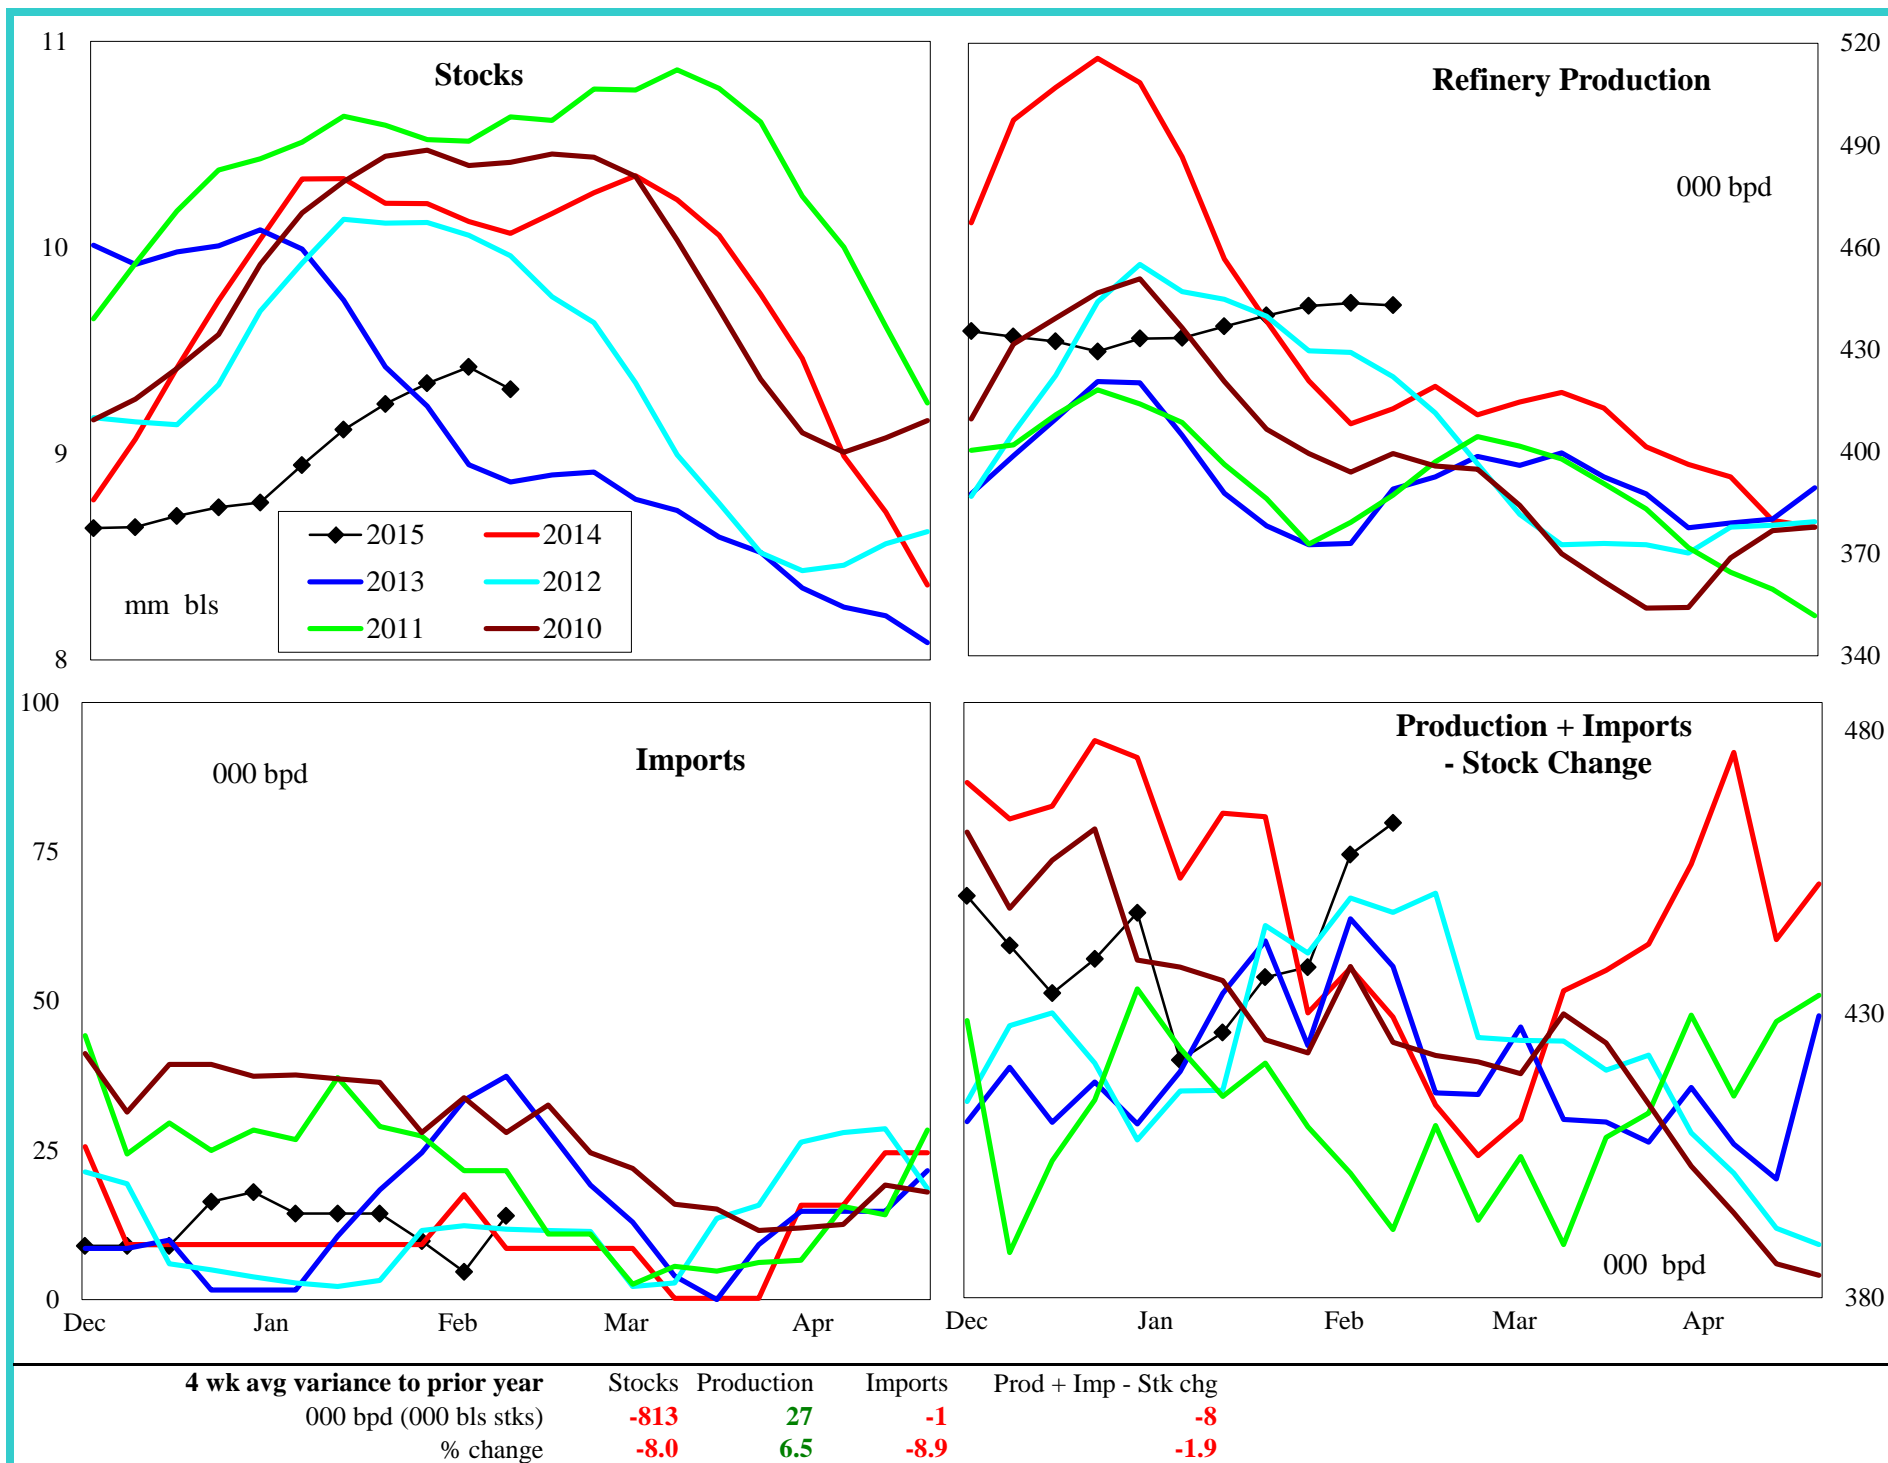 Stocks
11
10
9
8
mm bls
2015 2014
2013 2012
2011 2010
Refinery Production
000 bpd
520
490
460
430
400
370
340
Imports
000 bpd
100
75
50
25
0
Dec Jan Feb Mar Apr
Production + Imports
- Stock Change
000 bpd
480
430
380
Dec Jan Feb Mar Apr
4 wk avg variance to prior year Stocks Production Imports Prod + Imp - Stk chg
000 bpd (000 bls stks) -813 27 -1 -8
% change -8.0 6.5 -8.9 -1.9